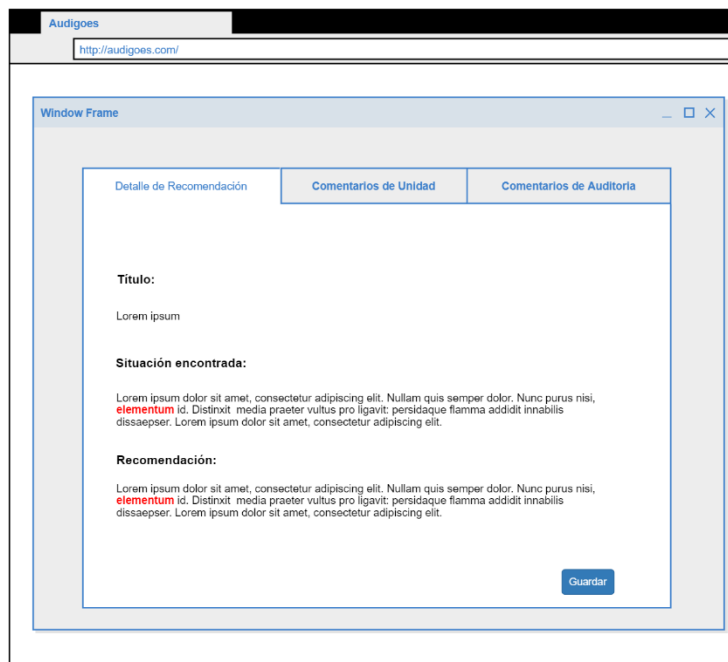 Audigoes
http://audigoes.com/
Window Frame
Detalle de Recomendación
Comentarios de Unidad
Comentarios de Auditoria
Título:
Lorem ipsum
Situación encontrada:
Lorem ipsum dolor sit amet, consectetur adipiscing elit. Nullam quis semper dolor. Nunc purus nisi,
elementum id. Distinxit media praeter vultus pro ligavit: persidaque flamma addidit innabilis
dissaepser. Lorem ipsum dolor sit amet, consectetur adipiscing elit.
Recomendación:
Lorem ipsum dolor sit amet, consectetur adipiscing elit. Nullam quis semper dolor. Nunc purus nisi,
elementum id. Distinxit media praeter vultus pro ligavit: persidaque flamma addidit innabilis
dissaepser. Lorem ipsum dolor sit amet, consectetur adipiscing elit.
Guardar